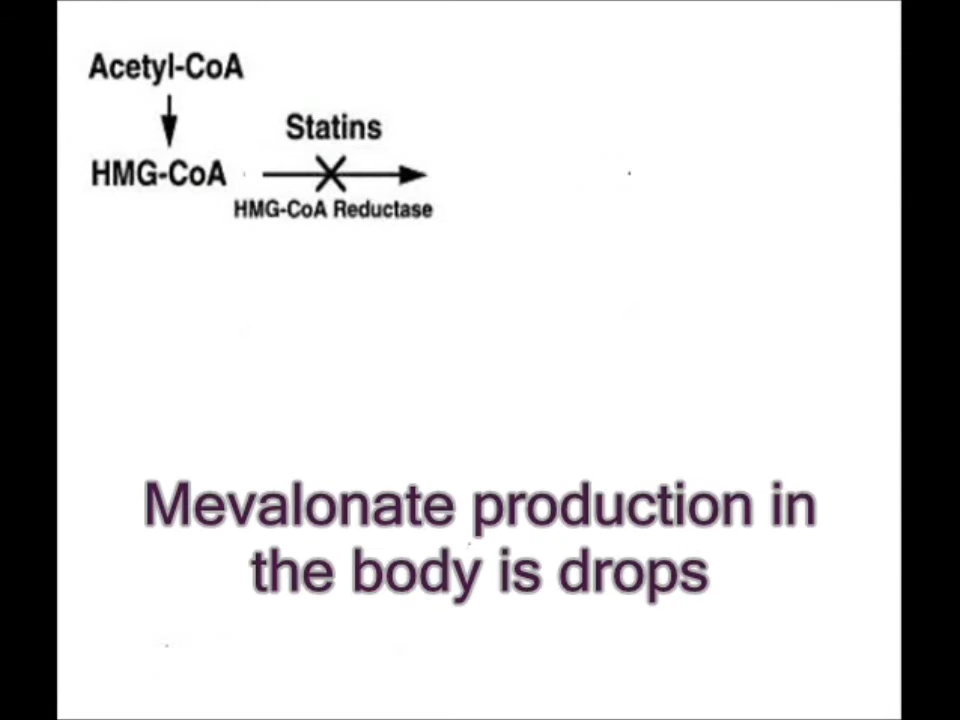 Acetyl-CoA
Statins
HMG-CoA
HMG-CoA Reductase
Mevalonate production in
the body is drops